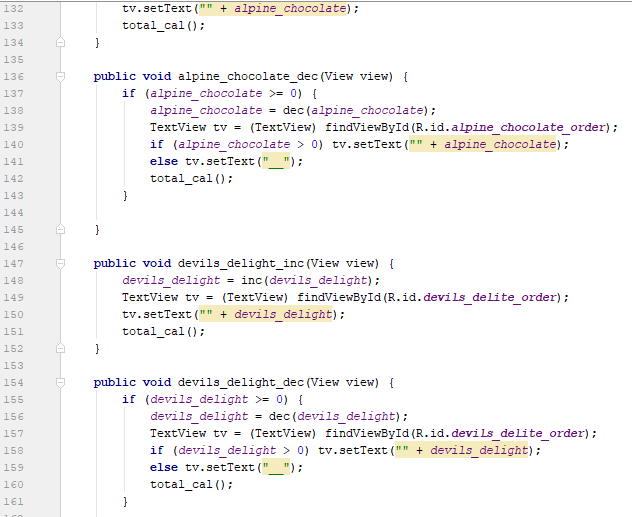 132 tv.setText("" + alpine_chocolate);
133 total_cal();
134 }
135
136 public void alpine_chocolate_dec(View view) {
137 if (alpine_chocolate >= 0) {
138 alpine_chocolate = dec(alpine_chocolate);
139 TextView tv = (TextView) findViewById(R.id.alpine_chocolate_order);
140 if (alpine_chocolate > 0) tv.setText("" + alpine_chocolate);
141 else tv.setText("__");
142 total_cal();
143 }
144
145 }
146
147 public void devils_delight_inc(View view) {
148 devils_delight = inc(devils_delight);
149 TextView tv = (TextView) findViewById(R.id.devils_delite_order);
150 tv.setText("" + devils_delight);
151 total_cal();
152 }
153
154 public void devils_delight_dec(View view) {
155 if (devils_delight >= 0) {
156 devils_delight = dec(devils_delight);
157 TextView tv = (TextView) findViewById(R.id.devils_delite_order);
158 if (devils_delight > 0) tv.setText("" + devils_delight);
159 else tv.setText("__");
160 total_cal();
161 }